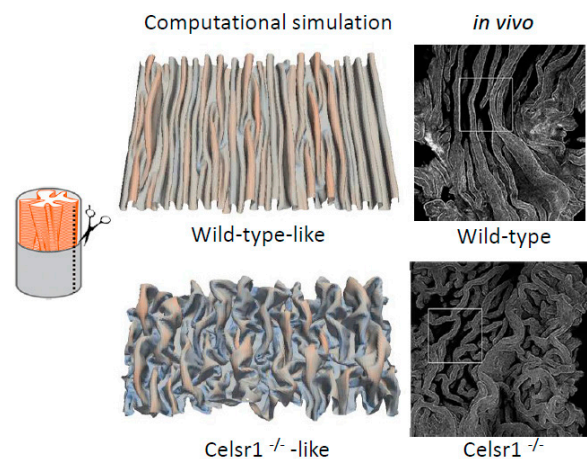 Computational simulation
in vivo
Wild-type-like
Wild-type
Celsr1 -/- -like
Celsr1 -/-